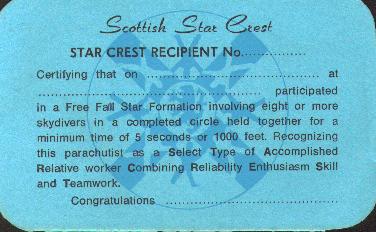 Scottish Star Crest
STAR CREST RECIPIENT No...............
Certifying that on .......................................... at
..................................................... participated
in a Free Fall Star Formation involving eight or more
skydivers in a completed circle held together for a
minimum time of 5 seconds or 1000 feet. Recognizing
this parachutist as a Select Type of Accomplished
Relative worker Combining Reliability Enthusiasm Skill
and Teamwork.
Congratulations ..........................................